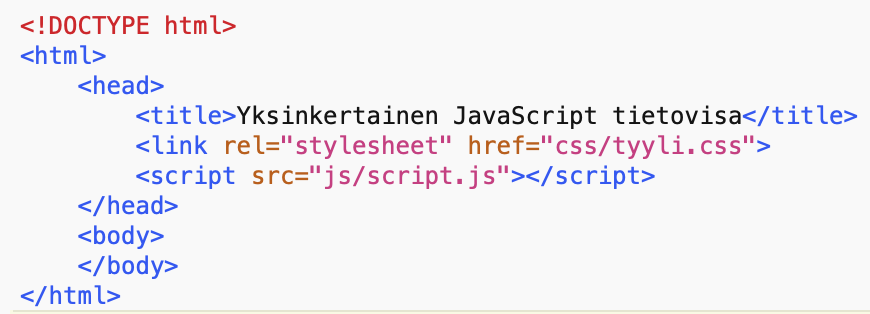 <!DOCTYPE html>
<html>
    <head>
        <title>Yksinkertainen JavaScript tietovisa</title>
        <link rel="stylesheet" href="css/tyyli.css">
        <script src="js/script.js"></script>
    </head>
    <body>
    </body>
</html>